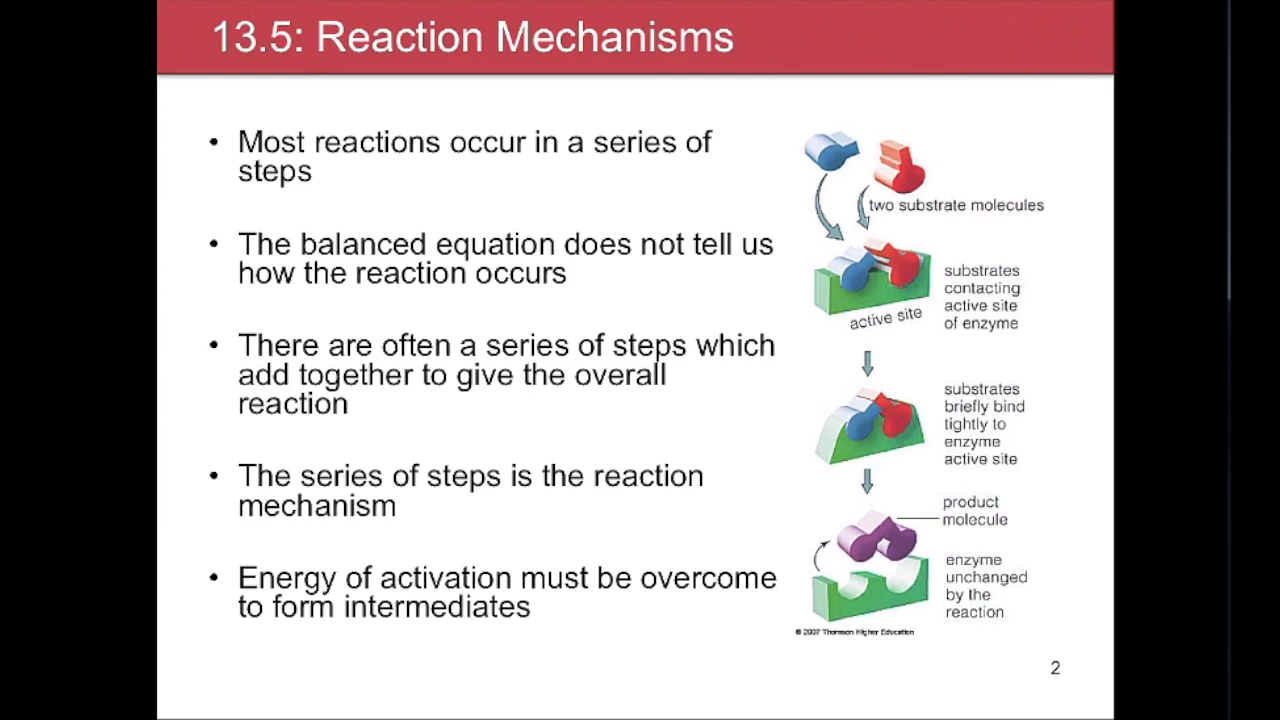 13.5: Reaction Mechanisms
• Most reactions occur in a series of
steps
• The balanced equation does not tell us
how the reaction occurs
• There are often a series of steps which
add together to give the overall
reaction
• The series of steps is the reaction
mechanism
• Energy of activation must be overcome
to form intermediates
two substrate molecules
substrates
contacting
active site
of enzyme
active site
substrates
briefly bind
tightly to
enzyme
active site
product
molecule
enzyme
unchanged
by the
reaction
© 2007 Thomson Higher Education
2